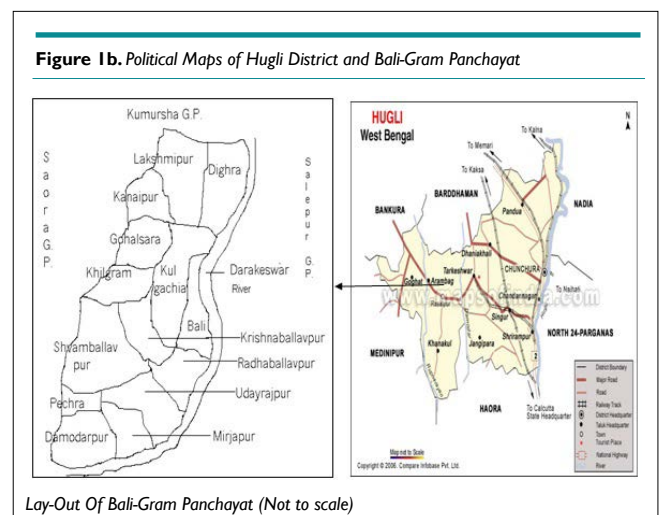 Figure 1b. Political Maps of Hugli District and Bali-Gram Panchayat
Kumursha G.P.
Saora G.P.
Salepur G.P.
Lakshmipur
Dighra
Kanaipur
Gohalsara
Khilgram
Kul
gachia
Darakeswar
River
Bali
Krishnaballavpur
Shvamballav
pur
Radhaballavpur
Udayrajpur
Pechra
Damodarpur
Mirjapur
HUGLI
West Bengal
N
To Kalna
To Memari
To Kaksa
BARDDHAMAN
NADIA
BANKURA
Pandua
Dhaniakhali
CHUNCHURA
Tarkeshwar
Goghat
Arambag
To Naihati
Chandannagar
Singur
NORTH 24-PARGANAS
Shrirampur
MEDINIPUR
Khanakul
Jangipara
2
HAORA
To Calcutta
State Headquarter
District Boundary
Major Road
Road
Railway Track
District Headquarter
Taluk Headquarter
Town
Tourist Place
National Highway
River
Map not to Scale
Copyright © 2006. Compare Infobase Pvt. Ltd.
Lay-Out Of Bali-Gram Panchayat (Not to scale)